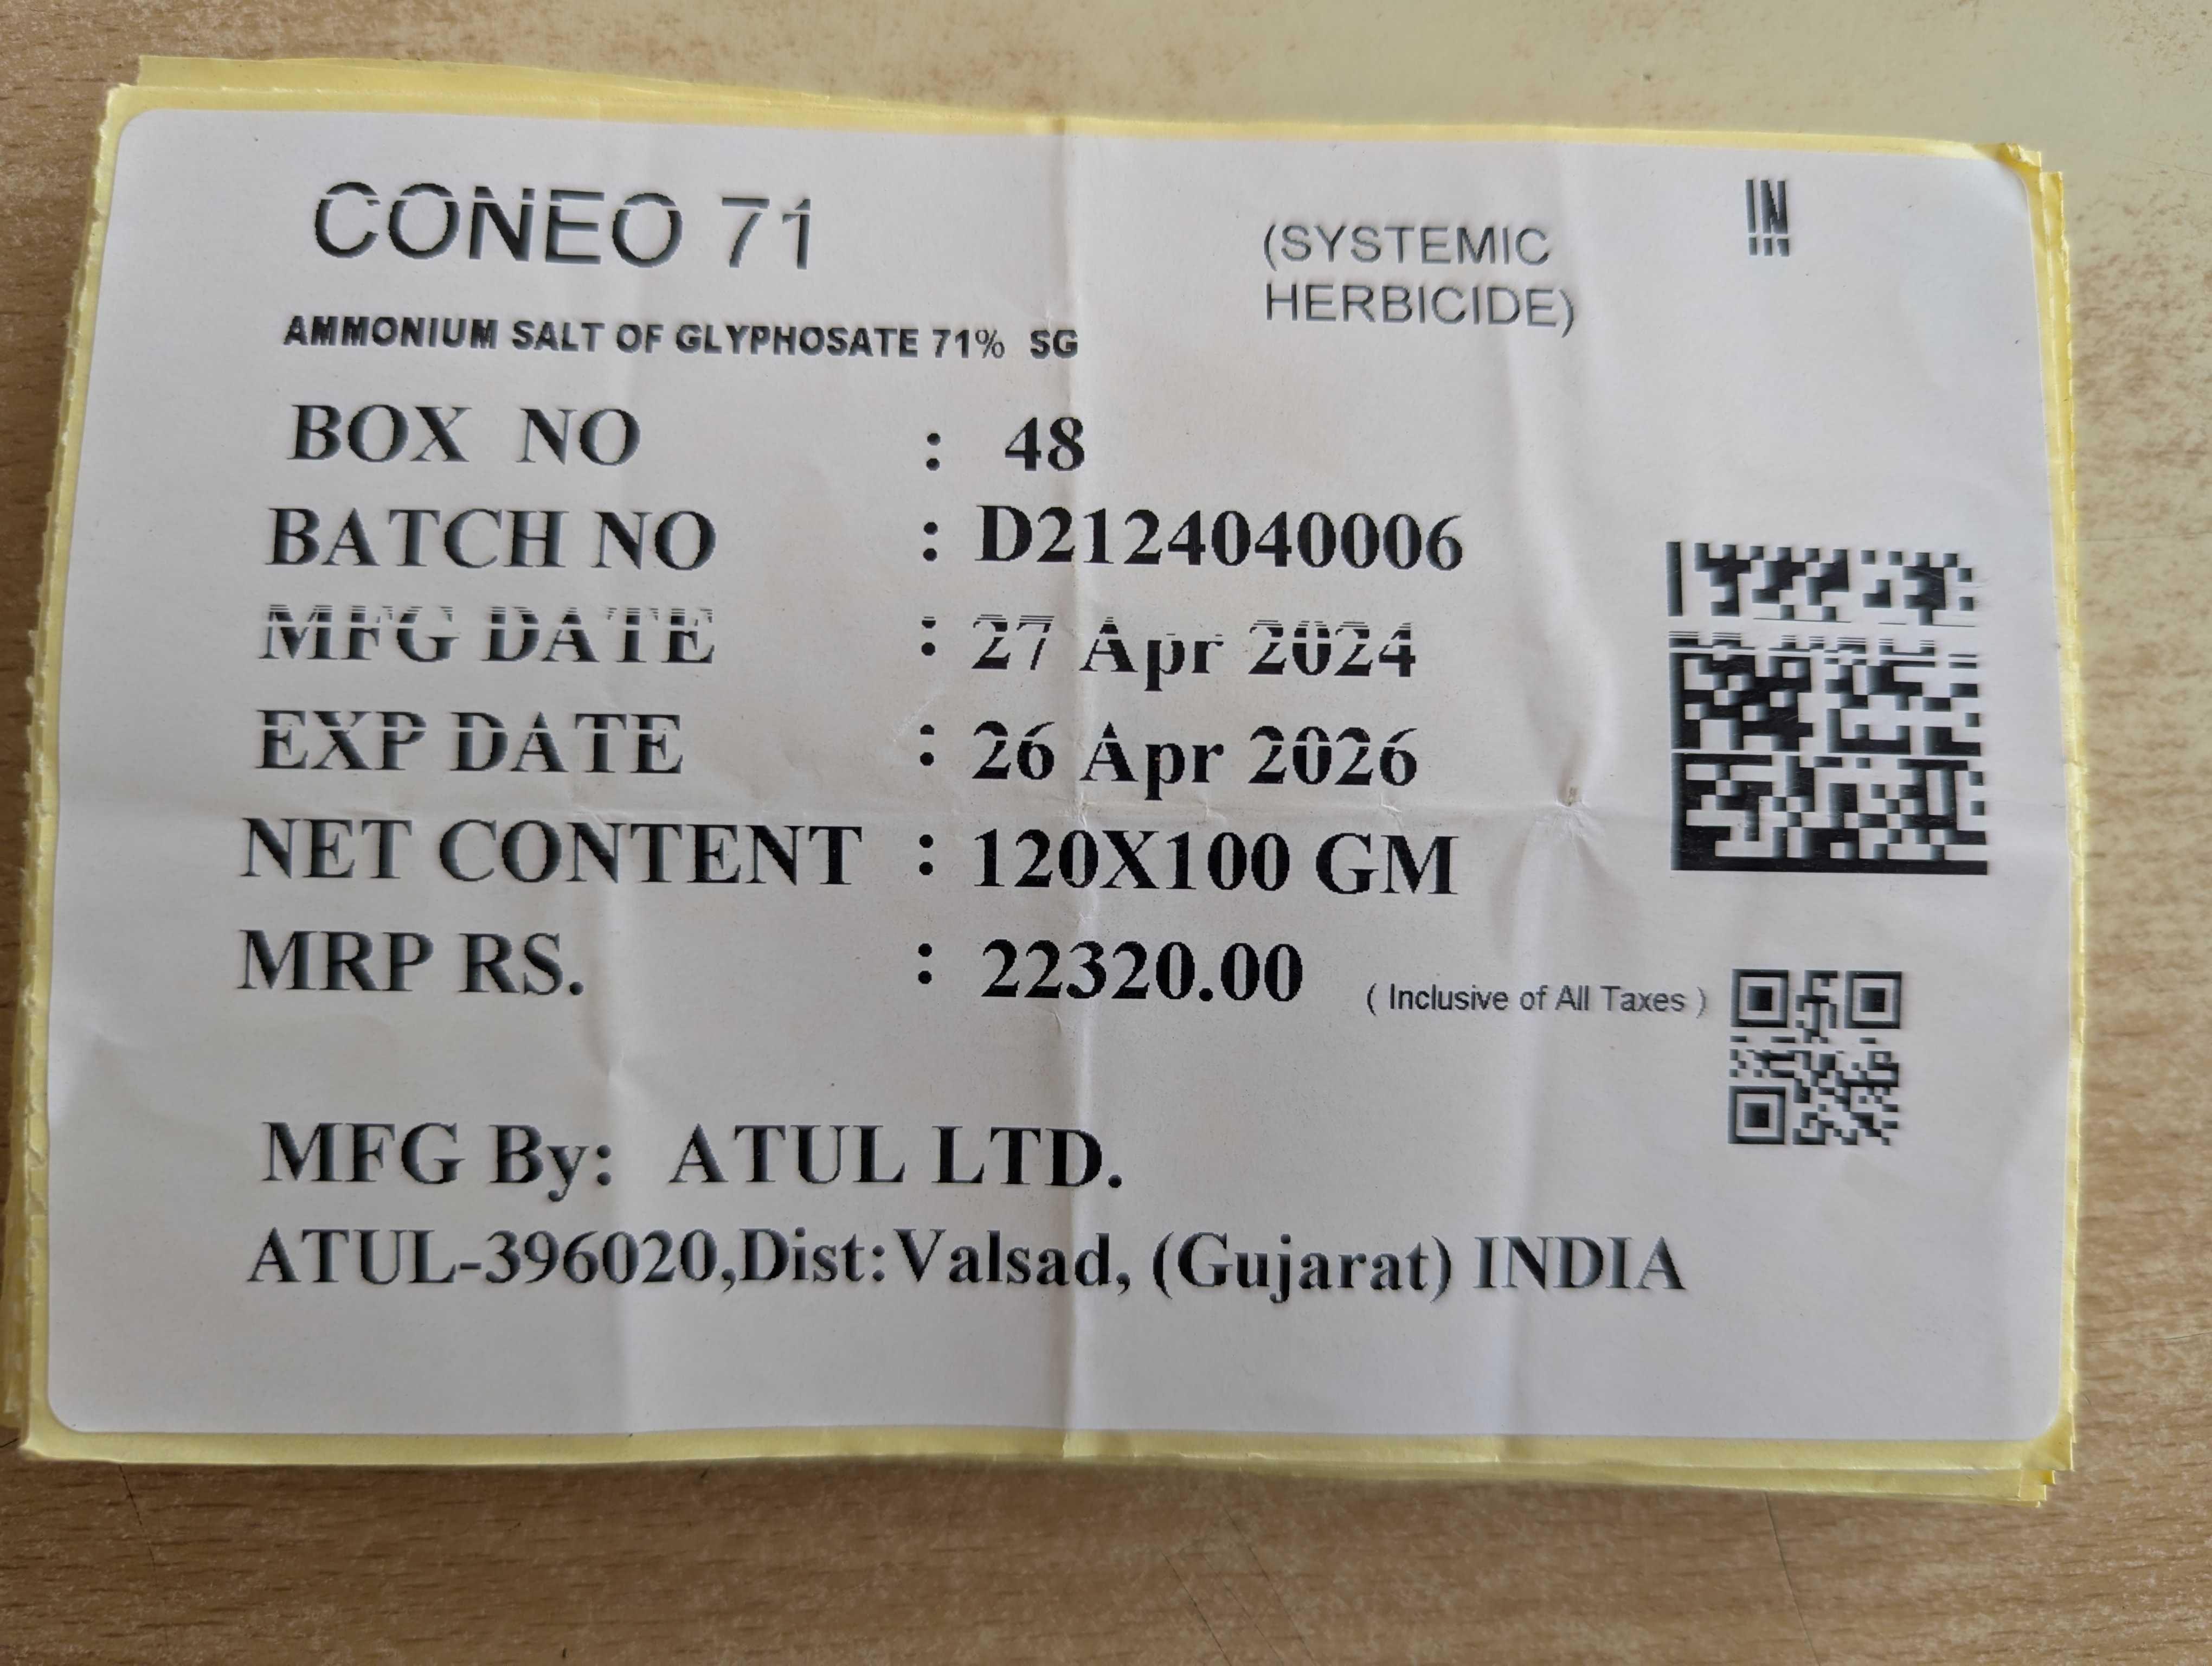 CONEO 71
(SYSTEMIC
HERBICIDE)
IN
AMMONIUM SALT OF GLYPHOSATE 71% SG
BOX NO : 48
BATCH NO : D2124040006
MFG DATE : 27 Apr 2024
EXP DATE : 26 Apr 2026
NET CONTENT : 120X100 GM
MRP RS. : 22320.00 ( Inclusive of All Taxes )
MFG By: ATUL LTD.
ATUL-396020,Dist:Valsad, (Gujarat) INDIA